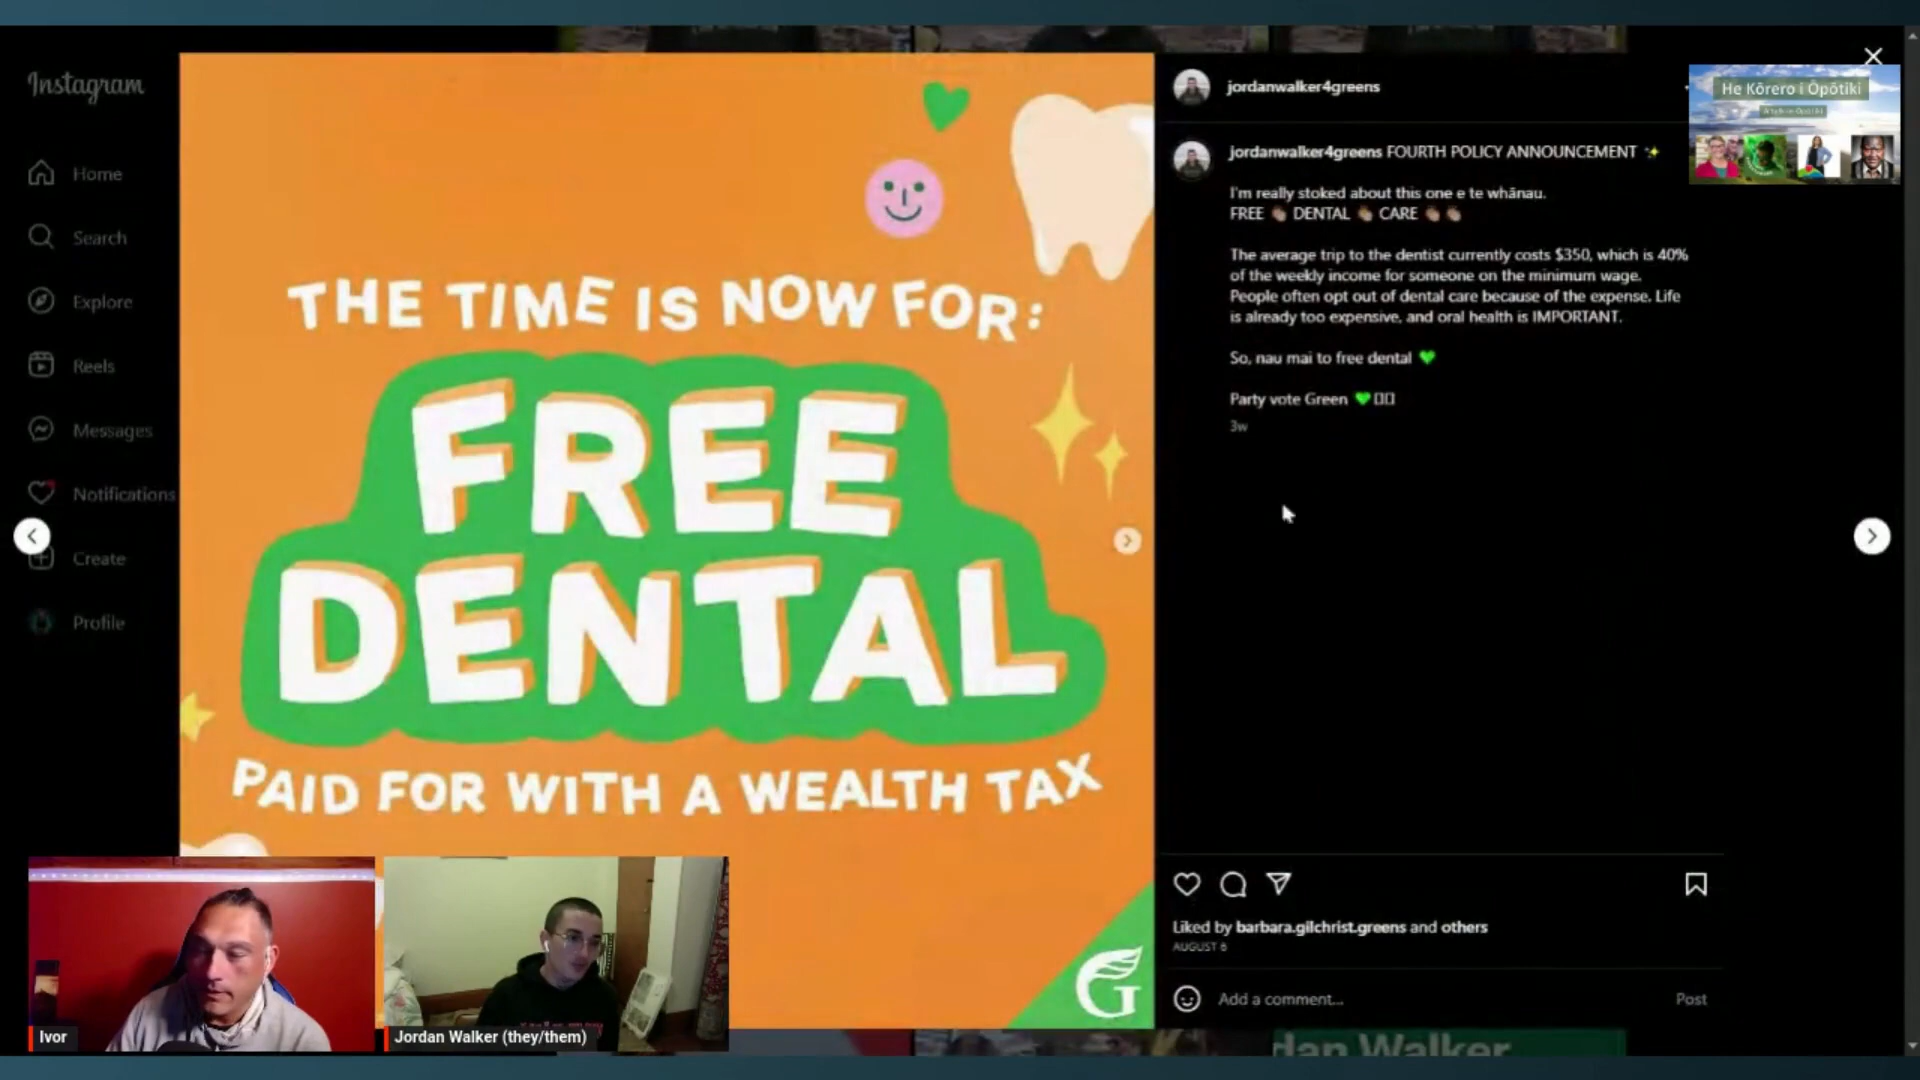 Instagram
Home
Search
Explore
Reels
Messages
Notifications
Create
Profile
THE TIME IS NOW FOR:
FREE
DENTAL
PAID FOR WITH A WEALTH TAX
G
jordanwalker4greens
He Kōrero i Ōpōtiki
jordanwalker4greens FOURTH POLICY ANNOUNCEMENT
I'm really stoked about this one e te whānau.
FREE DENTAL CARE
The average trip to the dentist currently costs $350, which is 40%
of the weekly income for someone on the minimum wage.
People often opt out of dental care because of the expense. Life
is already too expensive, and oral health is IMPORTANT.
So, nau mai to free dental
Party vote Green
3w
Liked by barbara.gilchrist.greens and others
AUGUST 6
Add a comment...
Post
Ivor
Jordan Walker (they/them)
dan Walker